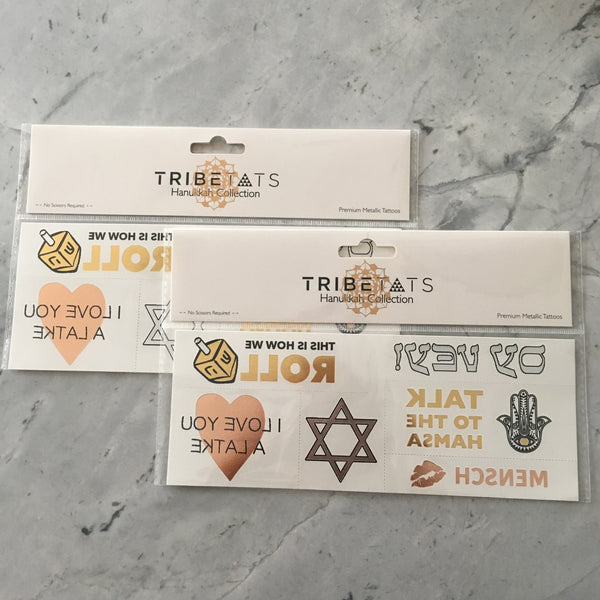 TRIBETATS
Hanukkah Collection
-- No Scissors Required --
Premium Metallic Tattoos
THIS IS HOW WE
ROLL
I LOVE YOU
A LATKE
TRIBETATS
Hanukkah Collection
-- No Scissors Required --
Premium Metallic Tattoos
THIS IS HOW WE
ROLL
OY VEY!
I LOVE YOU
A LATKE
TALK
TO THE
HAMSA
MENSCH